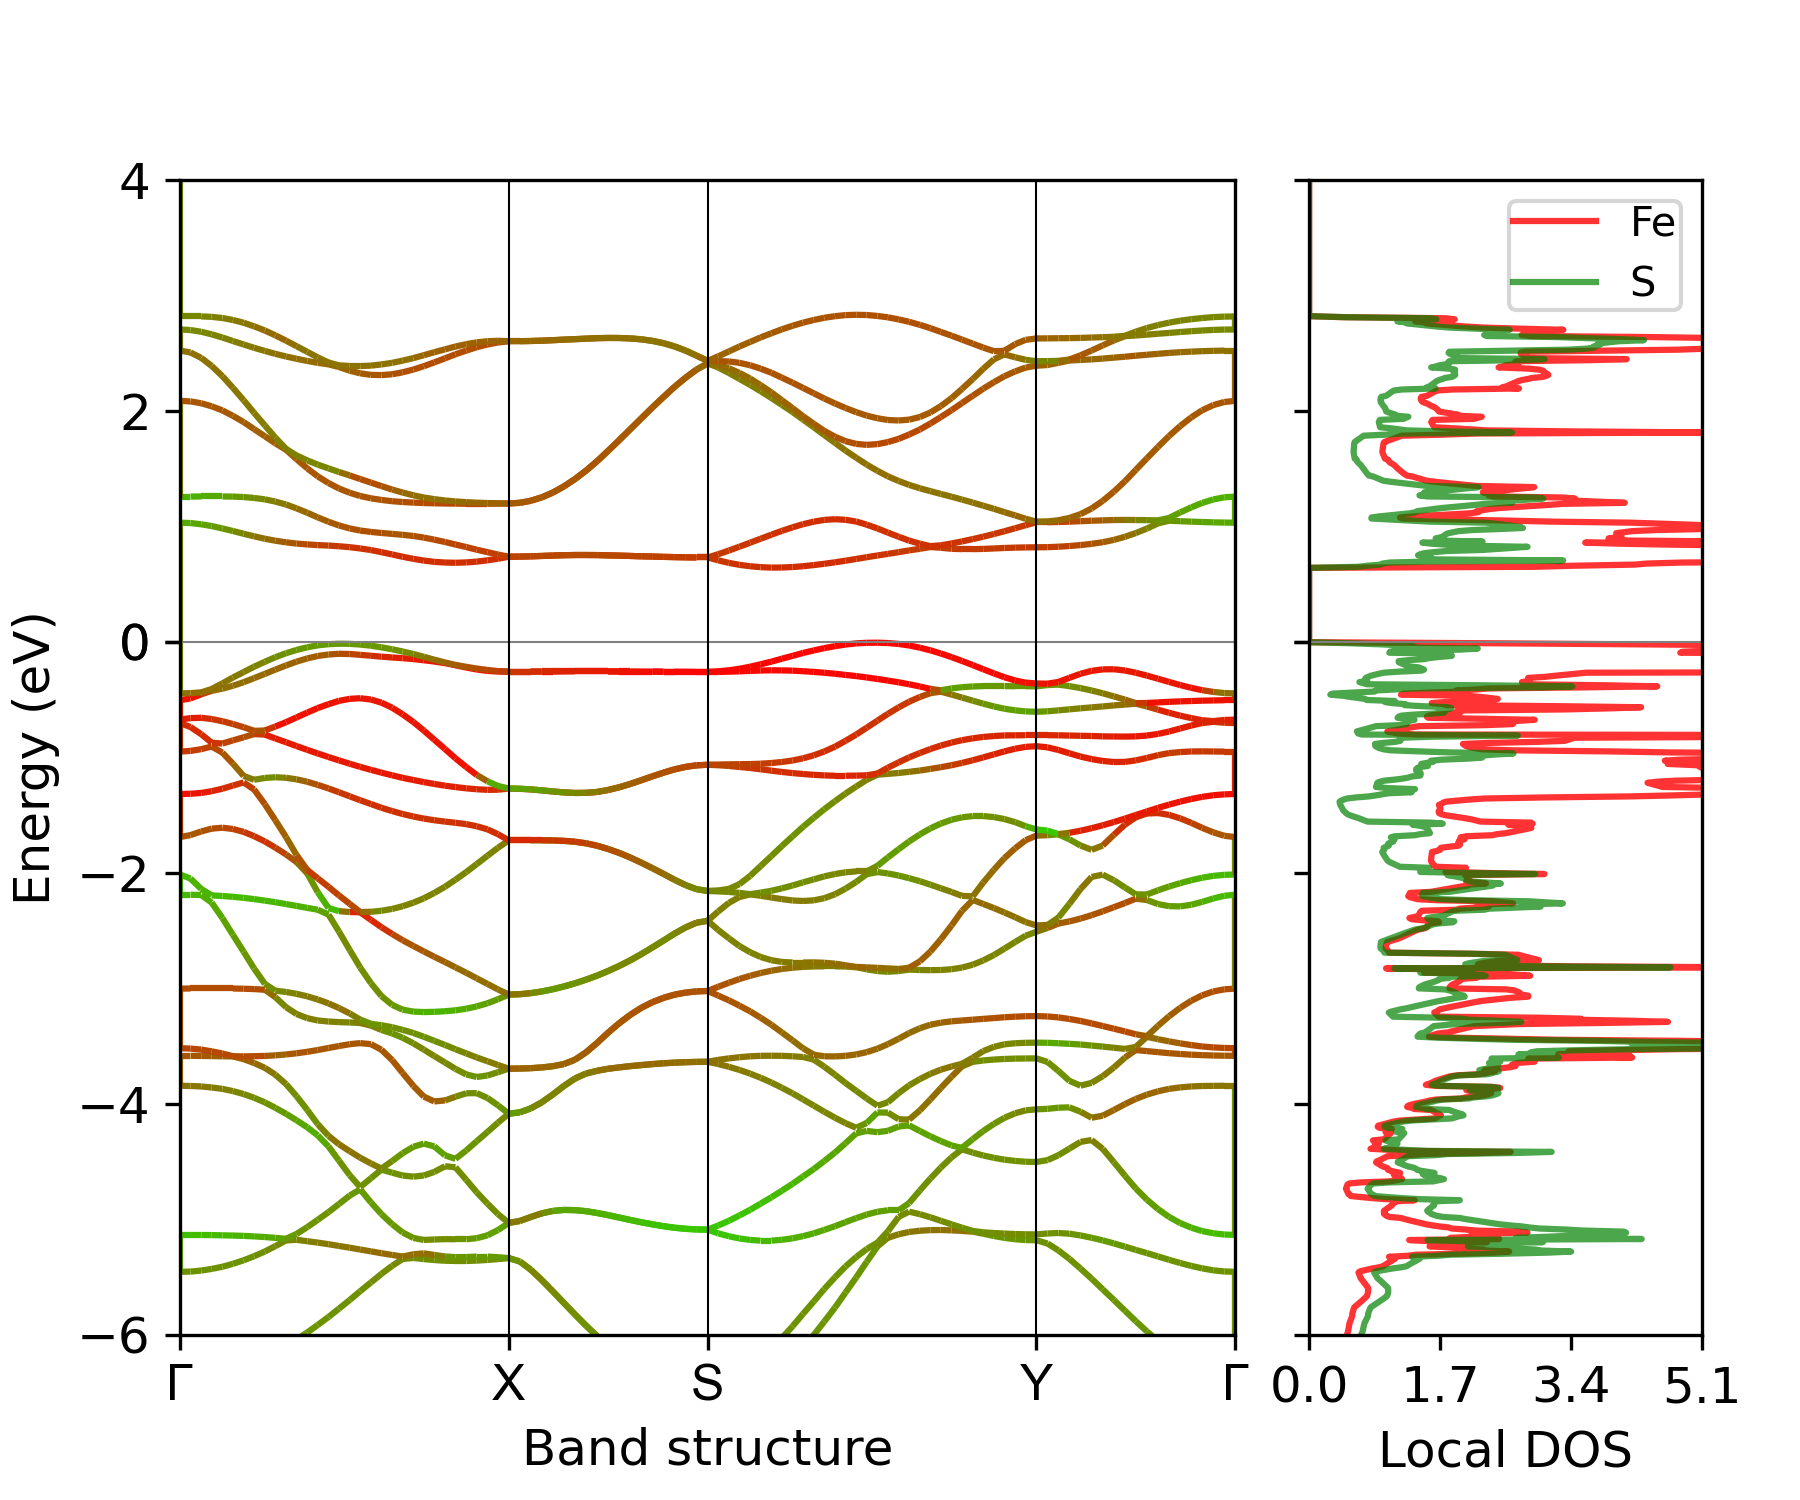 4
2
0
−2
−4
−6
Energy (eV)
Γ X S Y Γ
Band structure
Fe
S
0.0 1.7 3.4 5.1
Local DOS